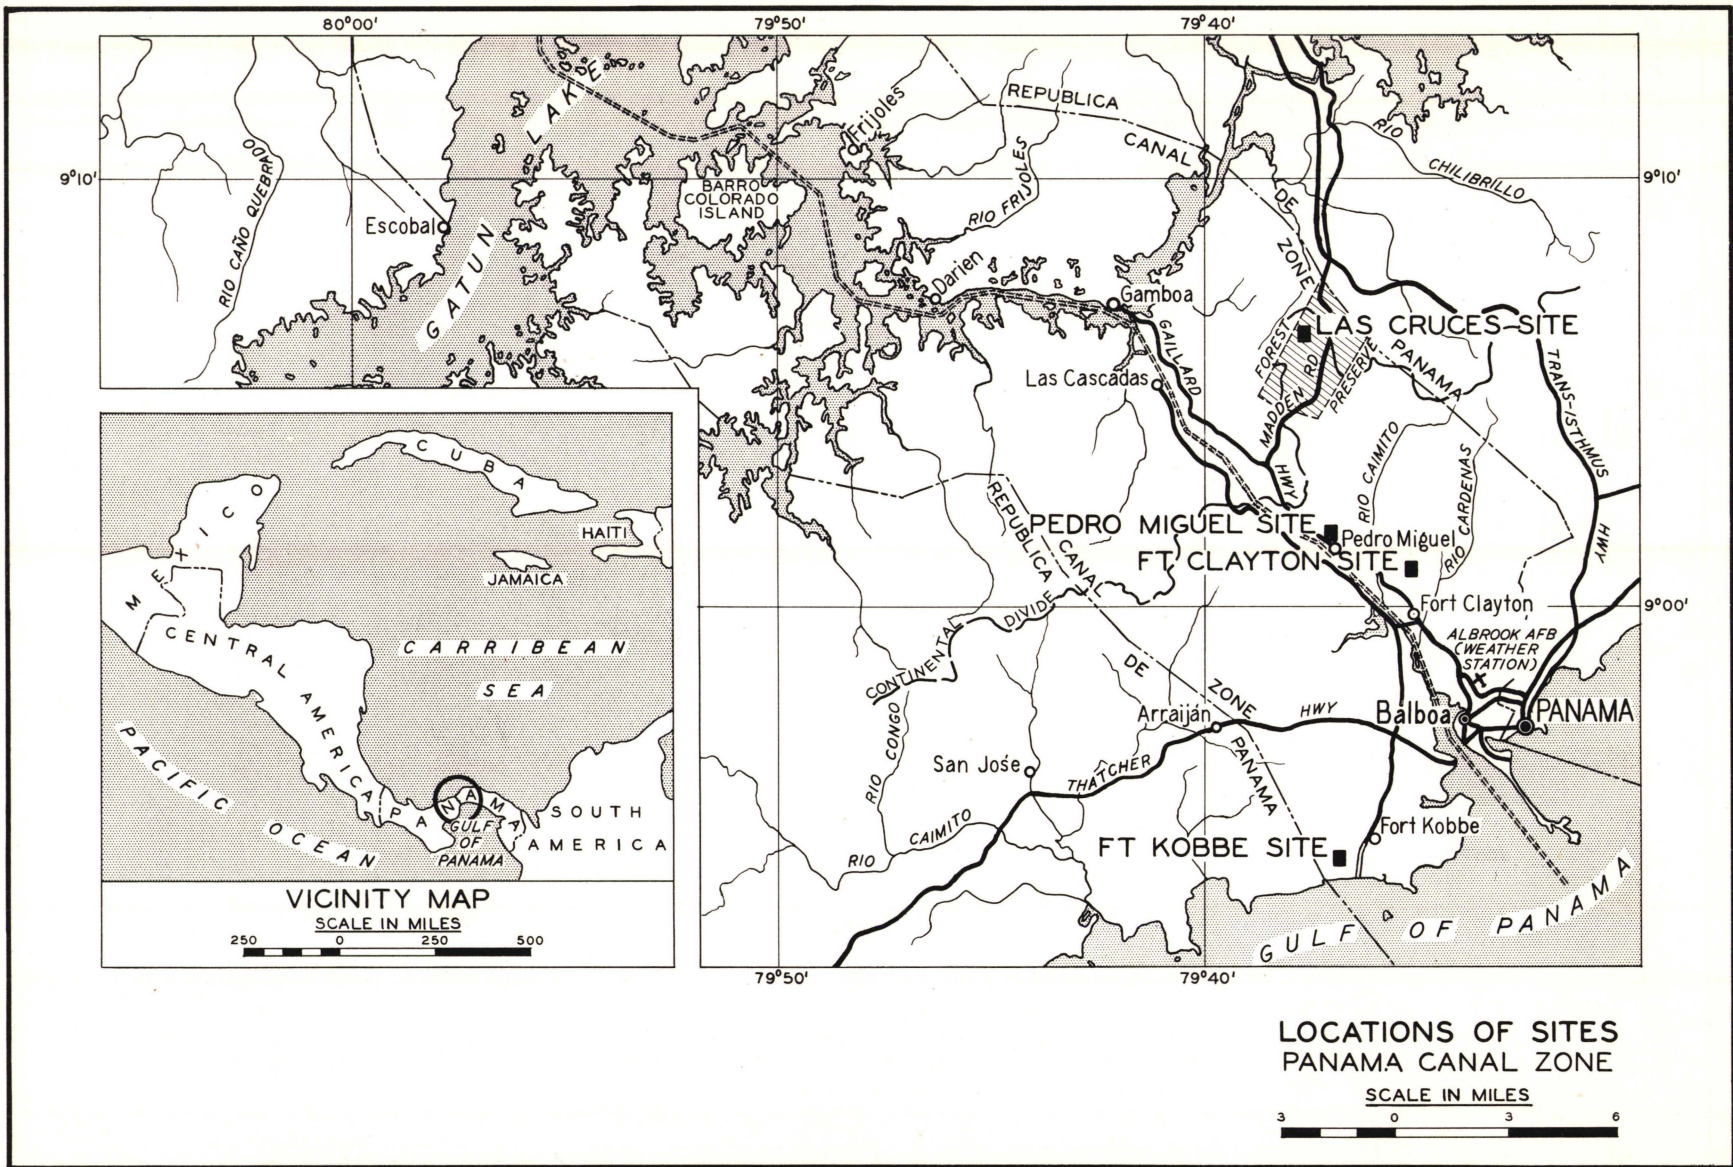 80°00'
79°50'
79°40'
9°10'
9°10'
9°00'
79°50'
79°40'
GATUN LAKE
RIO CAÑO QUEBRADO
Escobal
BARRO
COLORADO
ISLAND
Frijoles
RIO FRIJOLES
Darien
Gamboa
REPUBLICA DE PANAMA
CANAL ZONE
RIO CHILIBRILLO
LAS CRUCES SITE
FOREST PRESERVE
MADDEN RD
GAILLARD HWY
Las Cascadas
TRANS-ISTHMUS HWY
RIO CAIMITO
RIO CARDENAS
PEDRO MIGUEL SITE
Pedro Miguel
FT CLAYTON SITE
Fort Clayton
ALBROOK AFB
(WEATHER
STATION)
Balboa
PANAMA
REPUBLICA DE PANAMA
CANAL ZONE
CONTINENTAL DIVIDE
RIO CONGO
Arraiján
THATCHER HWY
San José
RIO CAIMITO
FT KOBBE SITE
Fort Kobbe
GULF OF PANAMA
CUBA
MEXICO
HAITI
JAMAICA
CENTRAL AMERICA
CARRIBEAN
SEA
PACIFIC OCEAN
PANAMA
GULF
OF
PANAMA
SOUTH
AMERICA
VICINITY MAP
SCALE IN MILES
250 0 250 500
LOCATIONS OF SITES
PANAMA CANAL ZONE
SCALE IN MILES
3 0 3 6